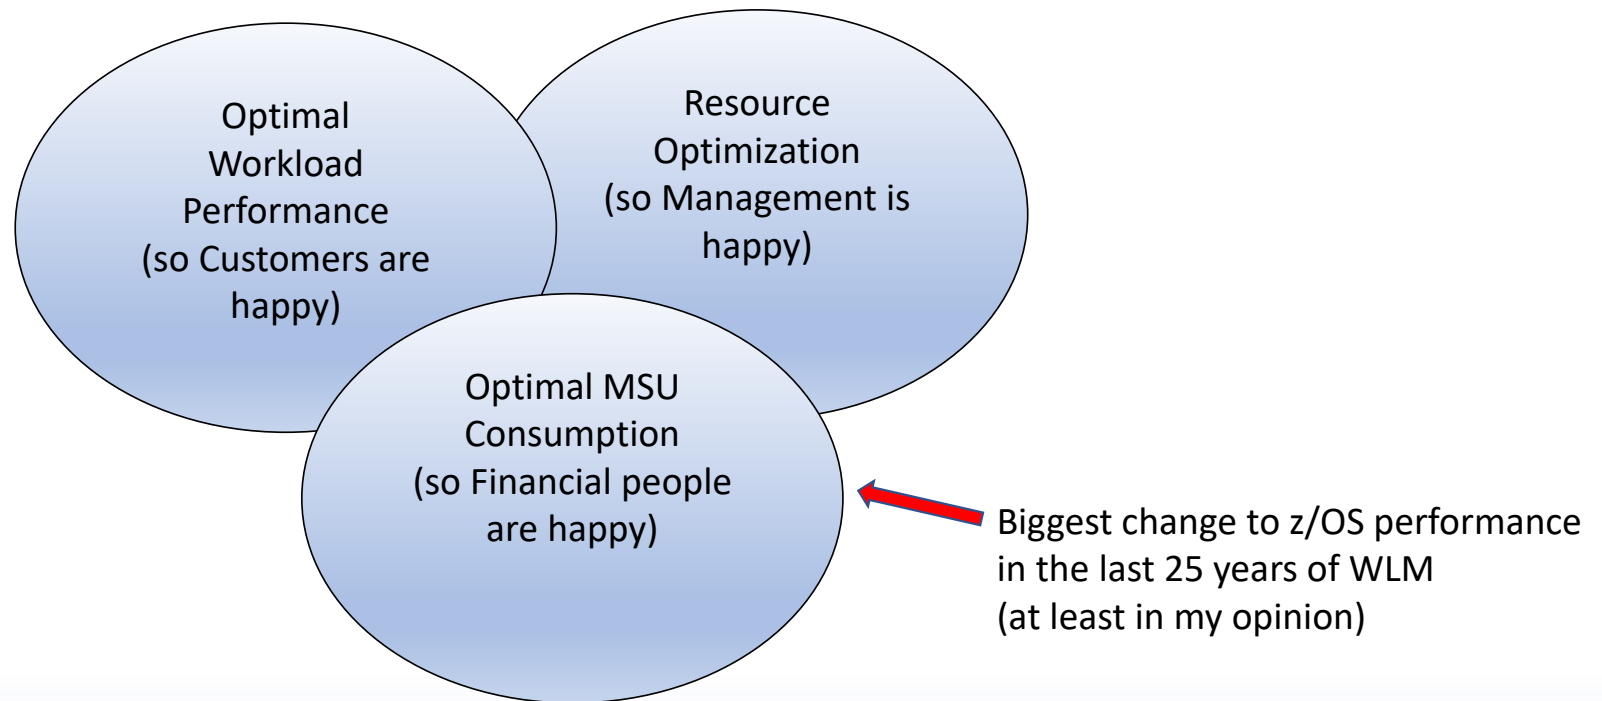 Optimal
Workload
Performance
(so Customers are
happy)
Resource
Optimization
(so Management is
happy)
Optimal MSU
Consumption
(so Financial people
are happy)
Biggest change to z/OS performance
in the last 25 years of WLM
(at least in my opinion)